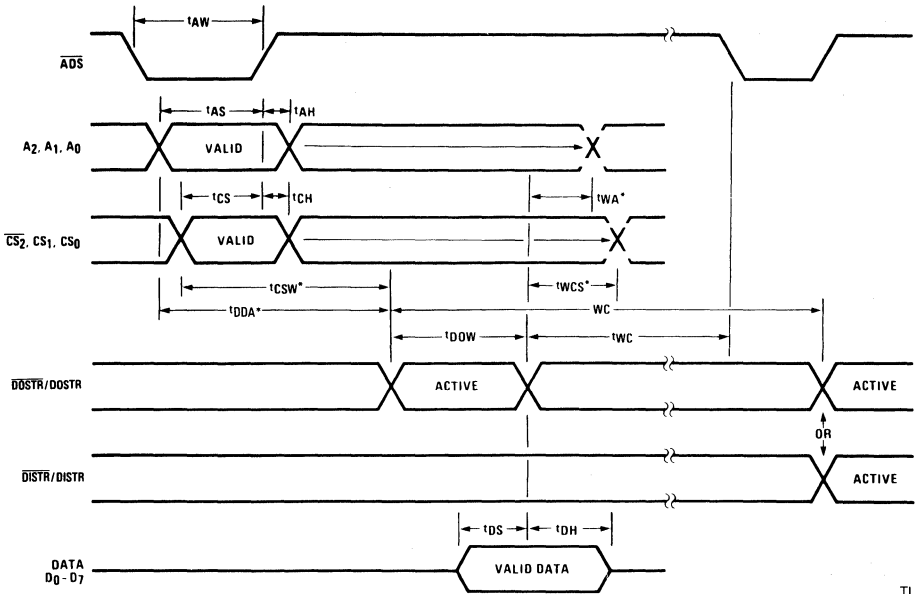 tAW
ADS
tAS
tAH
A2, A1, A0
VALID
tCS
tCH
tWA*
CS2, CS1, CS0
VALID
tCSW*
tWCS*
tDDA*
WC
tDOW
tWC
DOSTR/DOSTR
ACTIVE
ACTIVE
OR
DISTR/DISTR
ACTIVE
tDS
tDH
DATA
D0 - D7
VALID DATA
TL